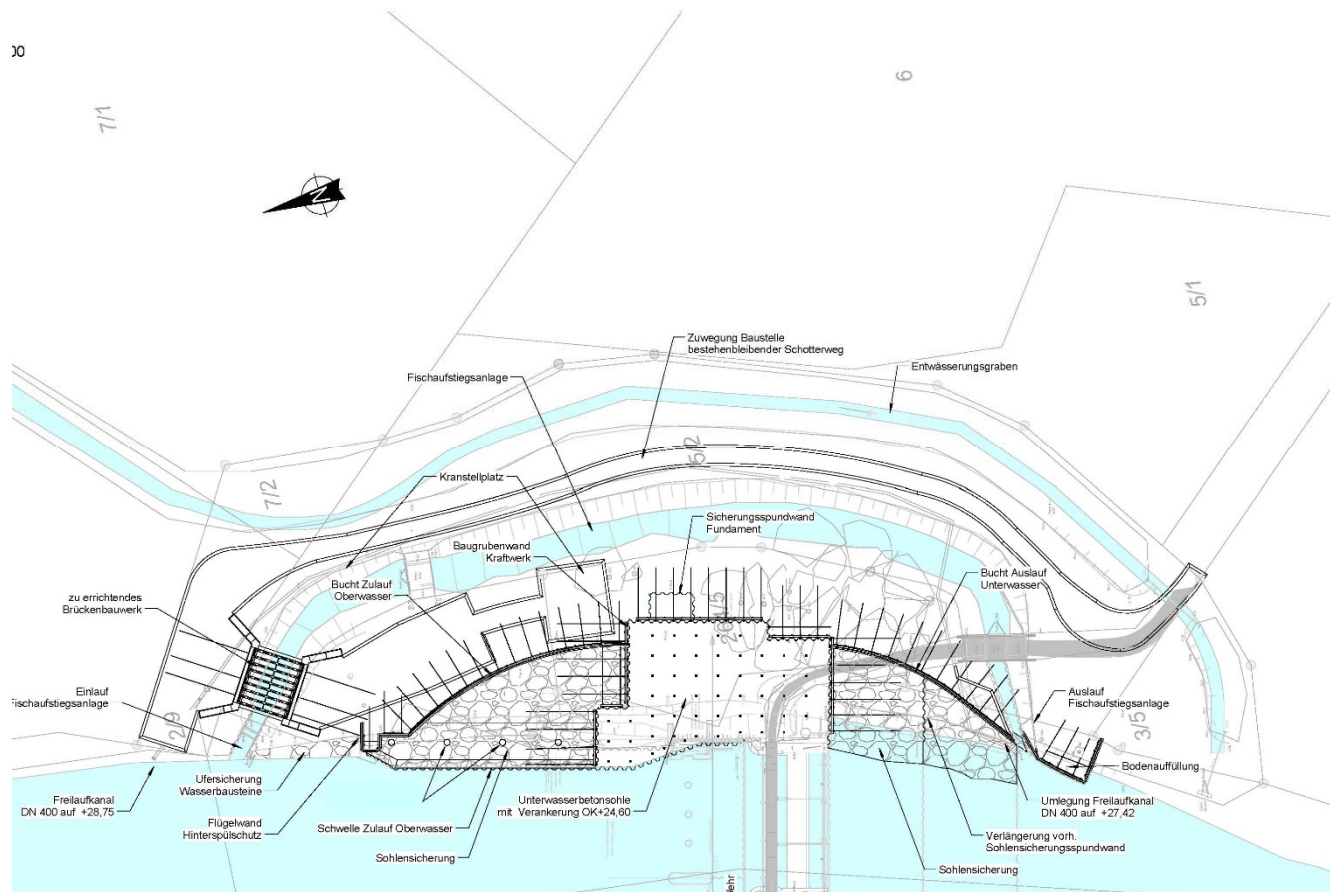 00
7/1
6
N
5/1
Zuwegung Baustelle
bestehenbleibender Schotterweg
Entwässerungsgraben
Fischaufstiegsanlage
5/2
7/2
Kranstellplatz
Sicherungsspundwand
Fundament
Baugrubenwand
Kraftwerk
Bucht Zulauf
Oberwasser
Bucht Auslauf
Unterwasser
264/5
zu errichtendes
Brückenbauwerk
Einlauf
Fischaufstiegsanlage
2/9
Auslauf
Fischaufstiegsanlage
3/5
Bodenauffüllung
Ufersicherung
Wasserbausteine
Freilaufkanal
DN 400 auf +28,75
Flügelwand
Hinterspülschutz
Schwelle Zulauf Oberwasser
Sohlensicherung
Unterwasserbetonsohle
mit Verankerung OK+24,60
Umlegung Freilaufkanal
DN 400 auf +27,42
Verlängerung vorh.
Sohlensicherungsspundwand
Sohlensicherung